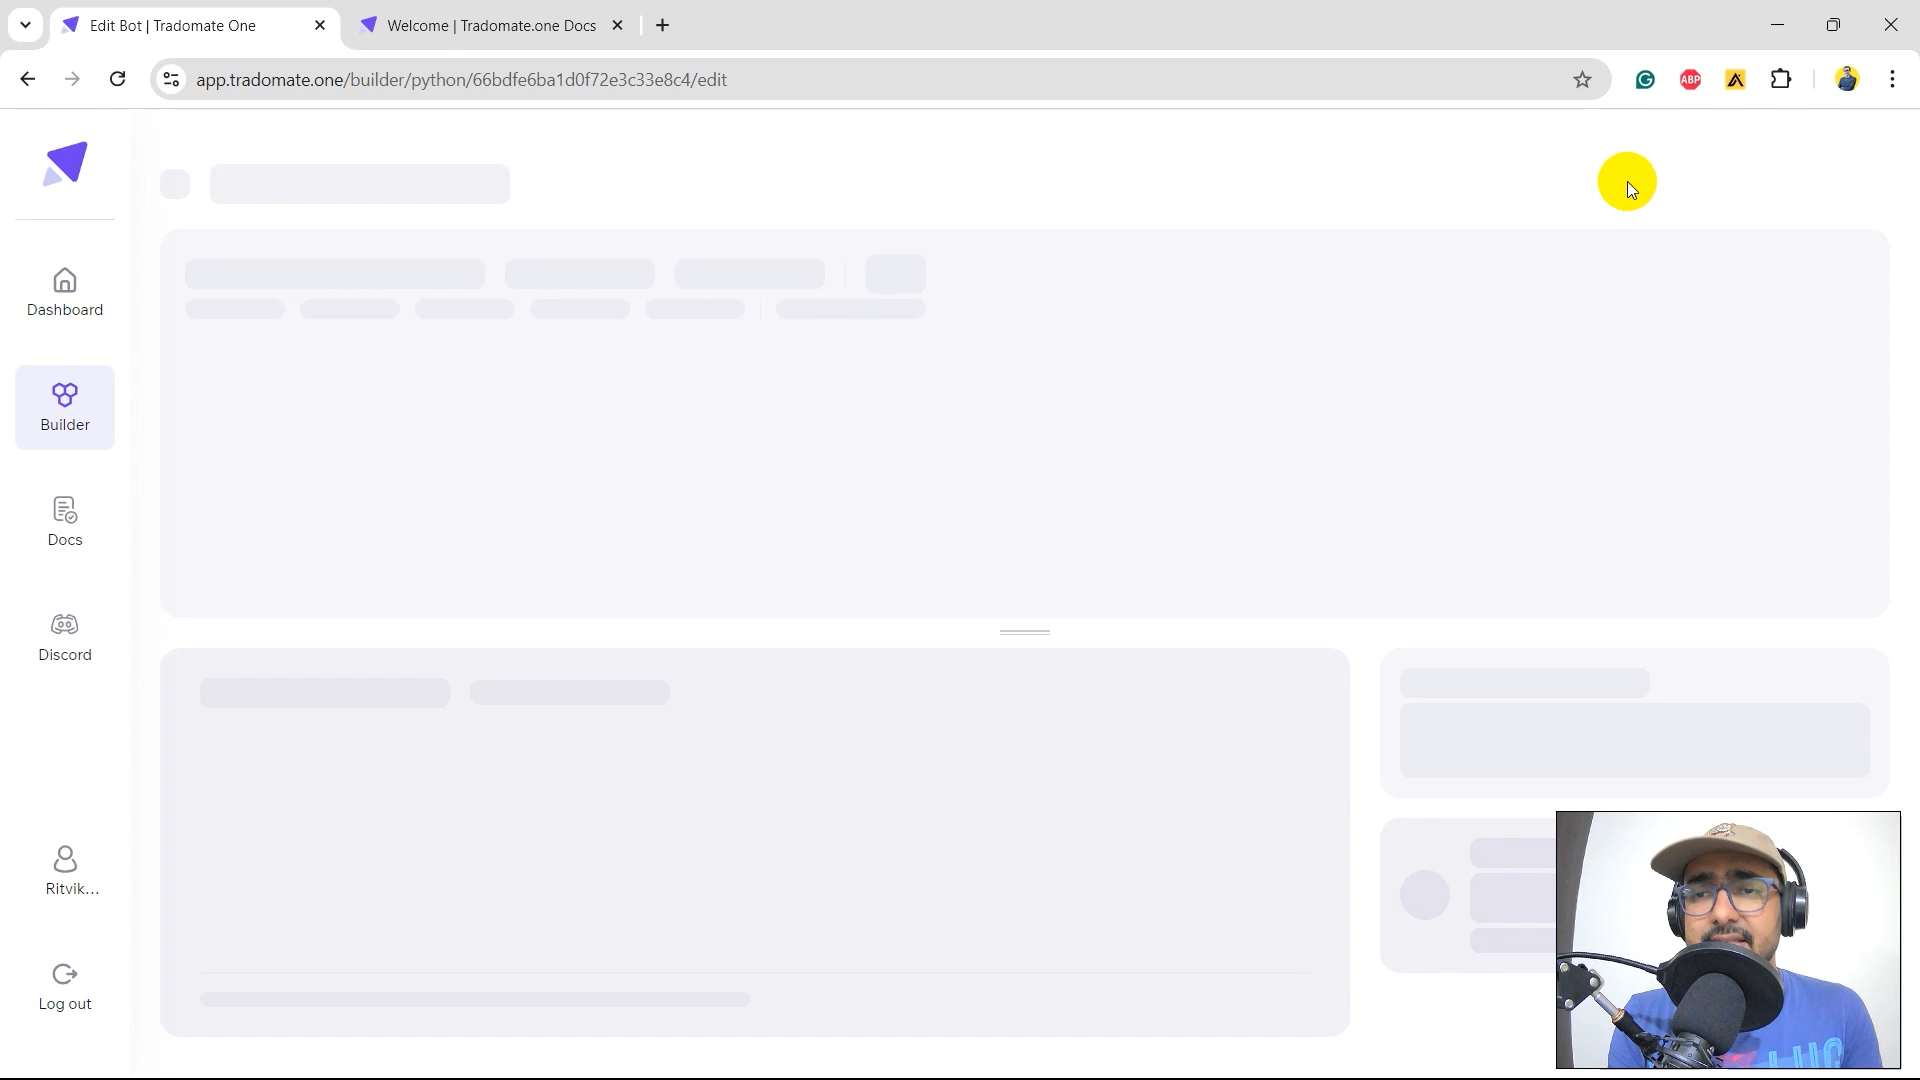 Edit Bot | Tradomate One
Welcome | Tradomate.one Docs
app.tradomate.one/builder/python/66bdfe6ba1d0f72e3c33e8c4/edit
ABP
Dashboard
Builder
Docs
Discord
Ritvik...
Log out